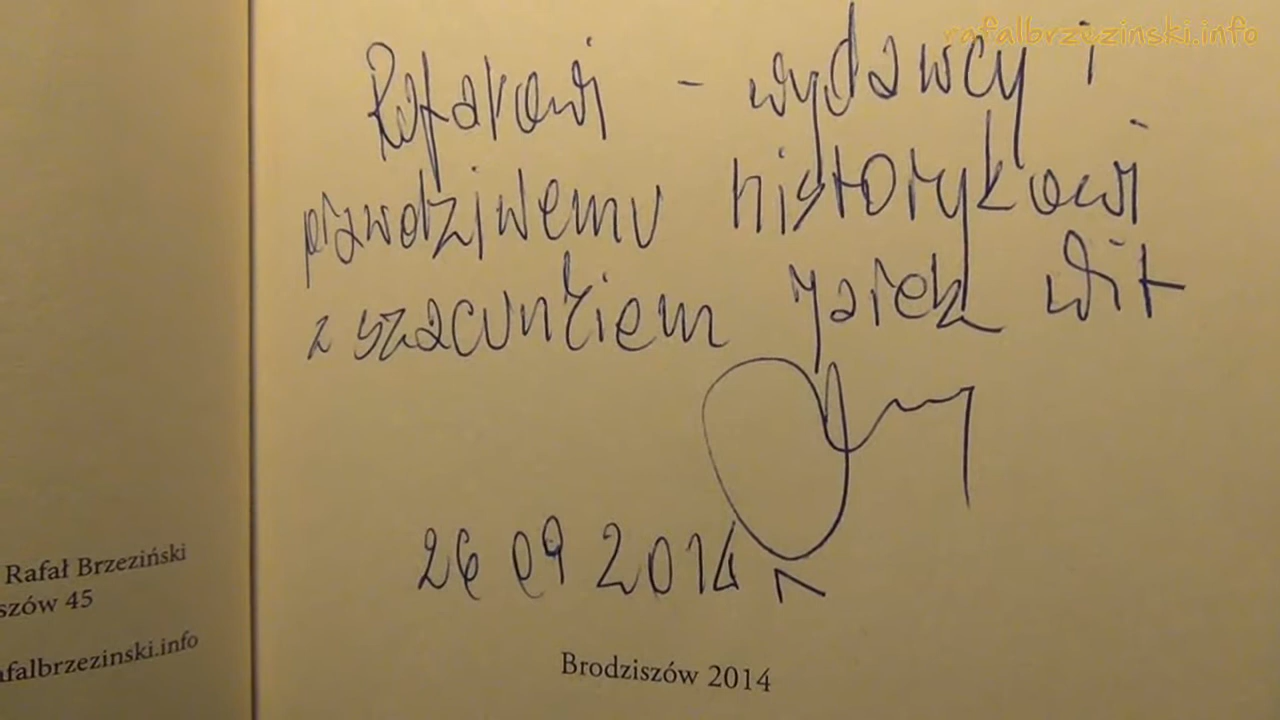 rafalbrzezinski.info
Rafałowi - wydawcy i
prawdziwemu historykowi
z szacunkiem Jarek Wit
26 09 2014
Rafał Brzeziński
szów 45
afalbrzezinski.info
Brodziszów 2014